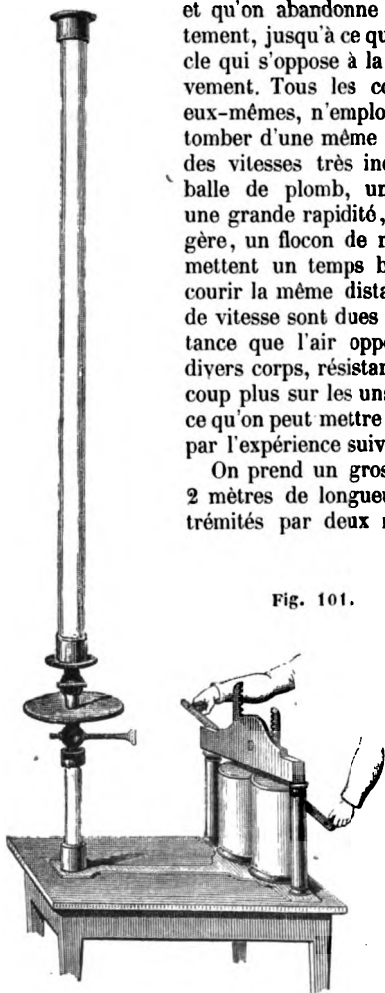 et qu'on abandonne
tement, jusqu'à ce qu
cle qui s'oppose à la
vement. Tous les co
eux-mêmes, n'emplo
tomber d'une même
des vitesses très iné
balle de plomb, un
une grande rapidité,
gère, un flocon de n
mettent un temps b
courir la même dista
de vitesse sont dues
tance que l'air oppo
divers corps, résistan
coup plus sur les uns
ce qu'on peut mettre
par l'expérience suiv
On prend un gros
2 mètres de longueu
trémités par deux m
Fig. 101.